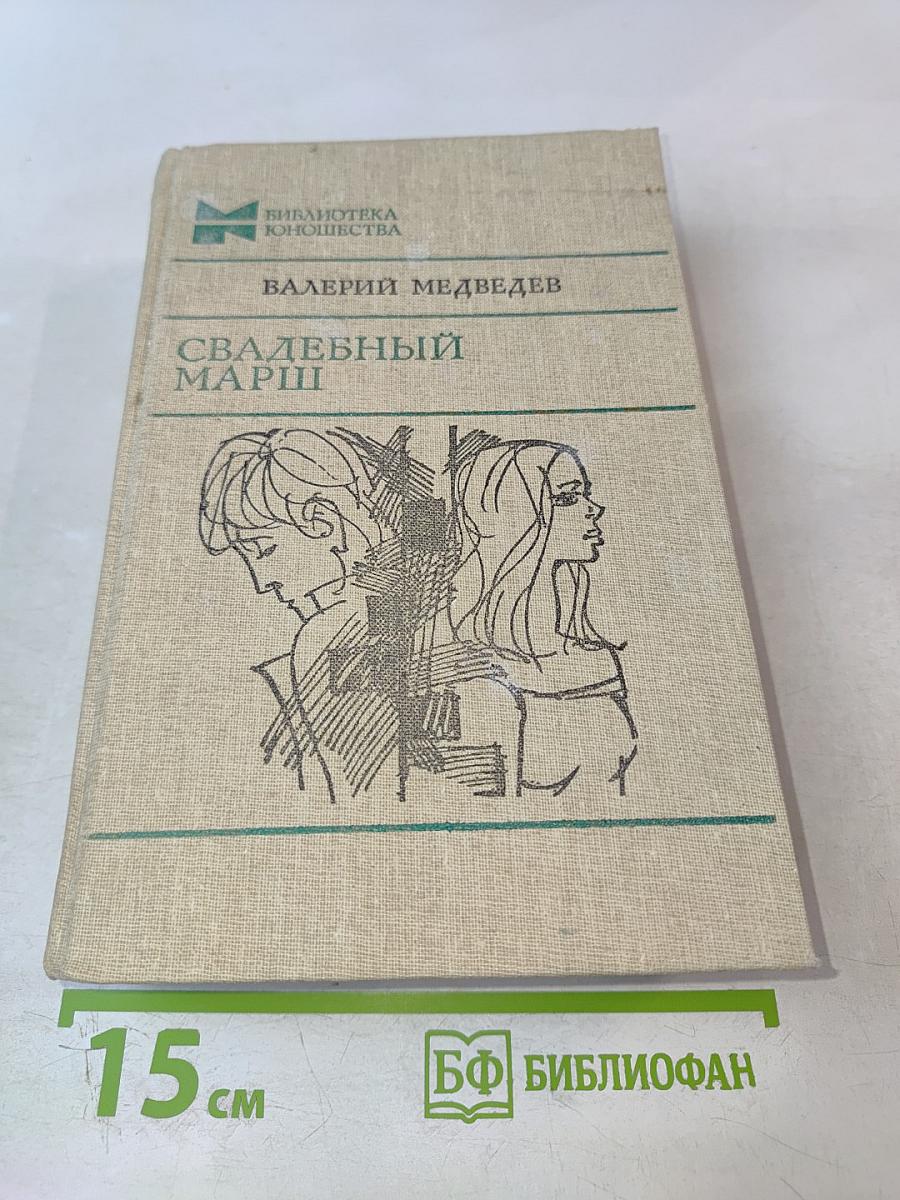 БИБЛИОТЕКА
ЮНОШЕСТВА
ВАЛЕРИЙ МЕДВЕДЕВ
СВАДЕБНЫЙ
МАРШ
15 см
БФ БИБЛИОФАН